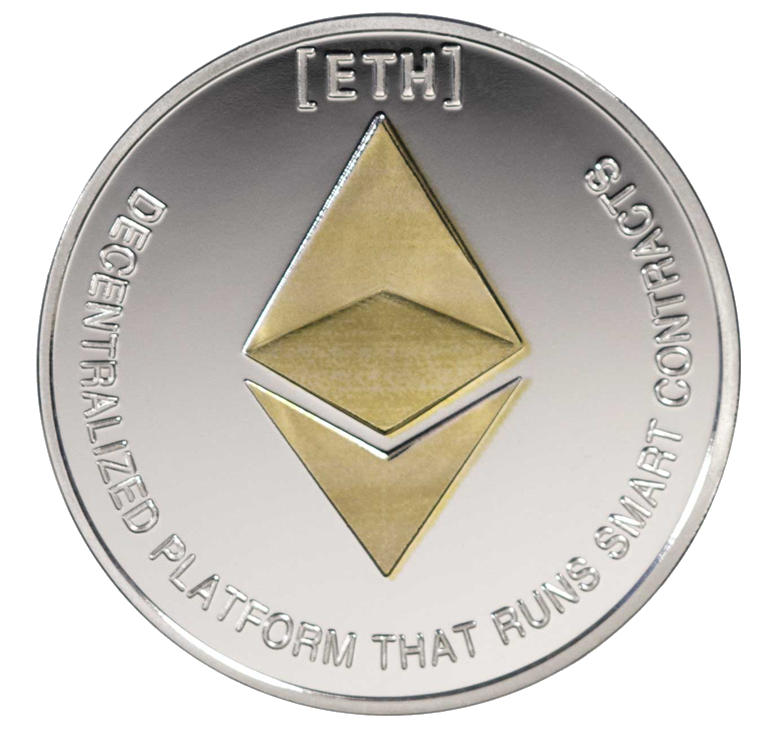 [ETH]
DECENTRALIZED PLATFORM THAT RUNS SMART CONTRACTS